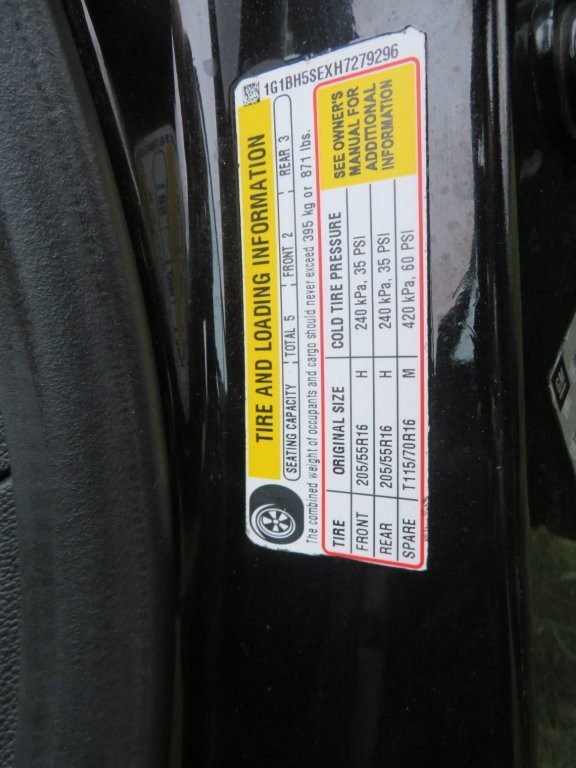 1G1BH5SEXH7279296
TIRE AND LOADING INFORMATION
SEATING CAPACITY TOTAL 5 FRONT 2 REAR 3
The combined weight of occupants and cargo should never exceed 395 kg or 871 lbs.
TIRE ORIGINAL SIZE COLD TIRE PRESSURE
FRONT 205/55R16 H 240 kPa, 35 PSI
REAR 205/55R16 H 240 kPa, 35 PSI
SPARE T115/70R16 M 420 kPa, 60 PSI
SEE OWNER'S
MANUAL FOR
ADDITIONAL
INFORMATION
GM